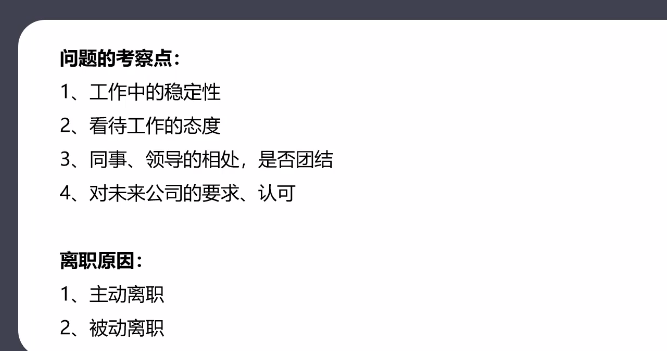 问题的考察点：
1、工作中的稳定性
2、看待工作的态度
3、同事、领导的相处，是否团结
4、对未来公司的要求、认可
离职原因：
1、主动离职
2、被动离职